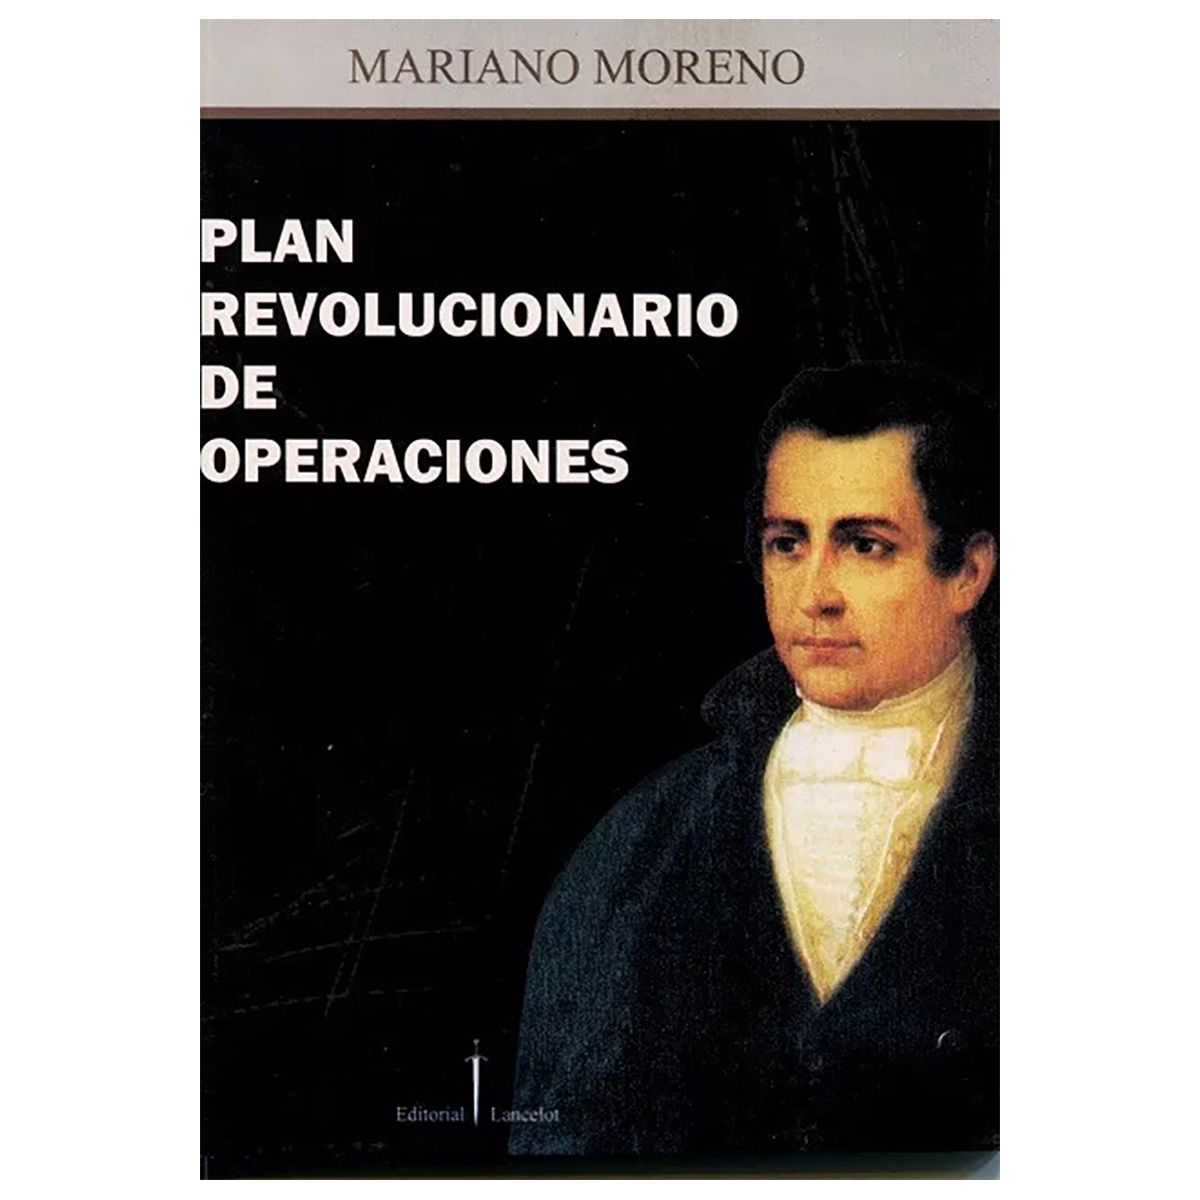 MARIANO MORENO
PLAN
REVOLUCIONARIO
DE
OPERACIONES
Editorial Lancelot